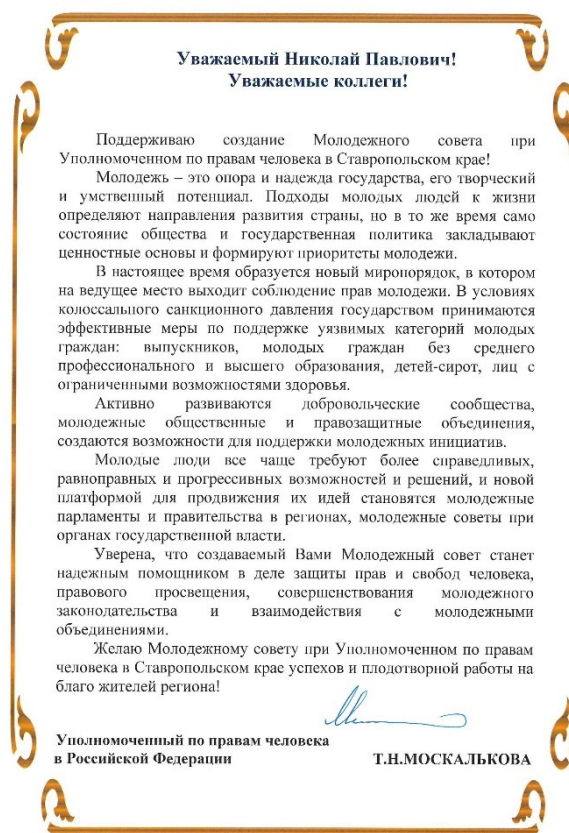 Уважаемый Николай Павлович!
Уважаемые коллеги!
Поддерживаю создание Молодежного совета при
Уполномоченном по правам человека в Ставропольском крае!
Молодежь – это опора и надежда государства, его творческий
и умственный потенциал. Подходы молодых людей к жизни
определяют направления развития страны, но в то же время само
состояние общества и государственная политика закладывают
ценностные основы и формируют приоритеты молодежи.
В настоящее время образуется новый миропорядок, в котором
на ведущее место выходит соблюдение прав молодежи. В условиях
колоссального санкционного давления государством принимаются
эффективные меры по поддержке уязвимых категорий молодых
граждан: выпускников, молодых граждан без среднего
профессионального и высшего образования, детей-сирот, лиц с
ограниченными возможностями здоровья.
Активно развиваются добровольческие сообщества,
молодежные общественные и правозащитные объединения,
создаются возможности для поддержки молодежных инициатив.
Молодые люди все чаще требуют более справедливых,
равноправных и прогрессивных возможностей и решений, и новой
платформой для продвижения их идей становятся молодежные
парламенты и правительства в регионах, молодежные советы при
органах государственной власти.
Уверена, что создаваемый Вами Молодежный совет станет
надежным помощником в деле защиты прав и свобод человека,
правового просвещения, совершенствования молодежного
законодательства и взаимодействия с молодежными
объединениями.
Желаю Молодежному совету при Уполномоченном по правам
человека в Ставропольском крае успехов и плодотворной работы на
благо жителей региона!
Уполномоченный по правам человека
в Российской Федерации Т.Н.МОСКАЛЬКОВА